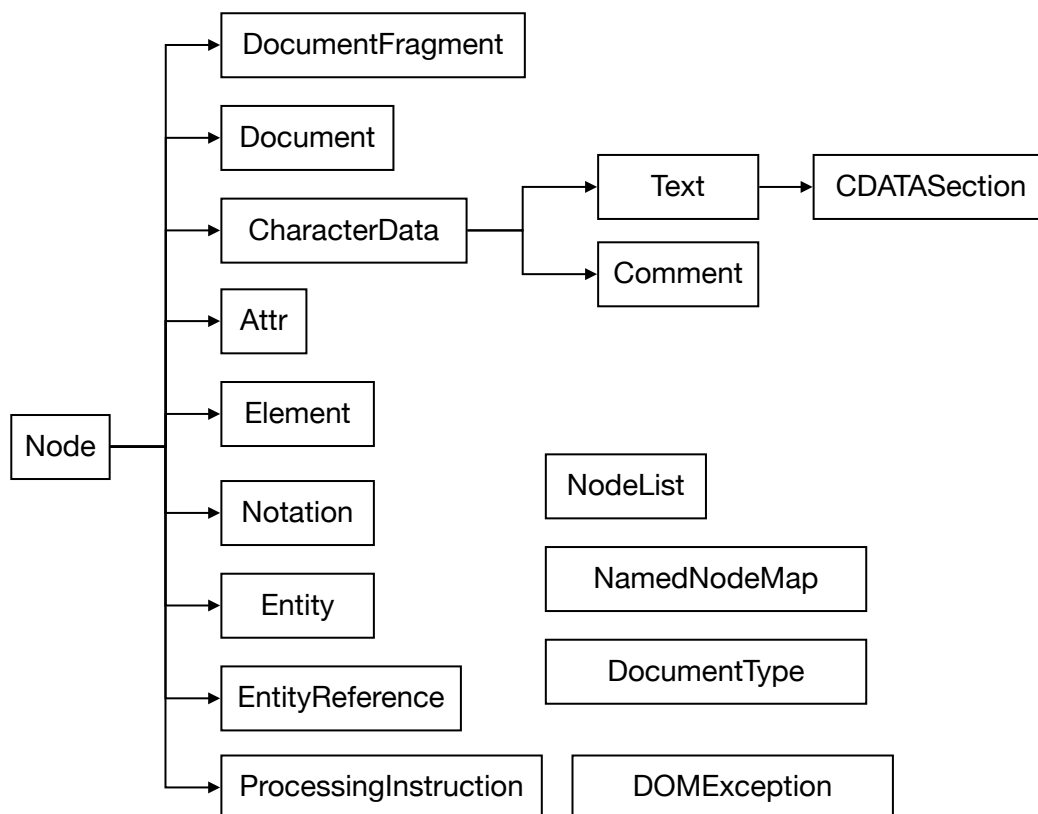 DocumentFragment
Document
CharacterData
Text
CDATASection
Comment
Attr
Element
Node
NodeList
Notation
NamedNodeMap
Entity
DocumentType
EntityReference
ProcessingInstruction
DOMException